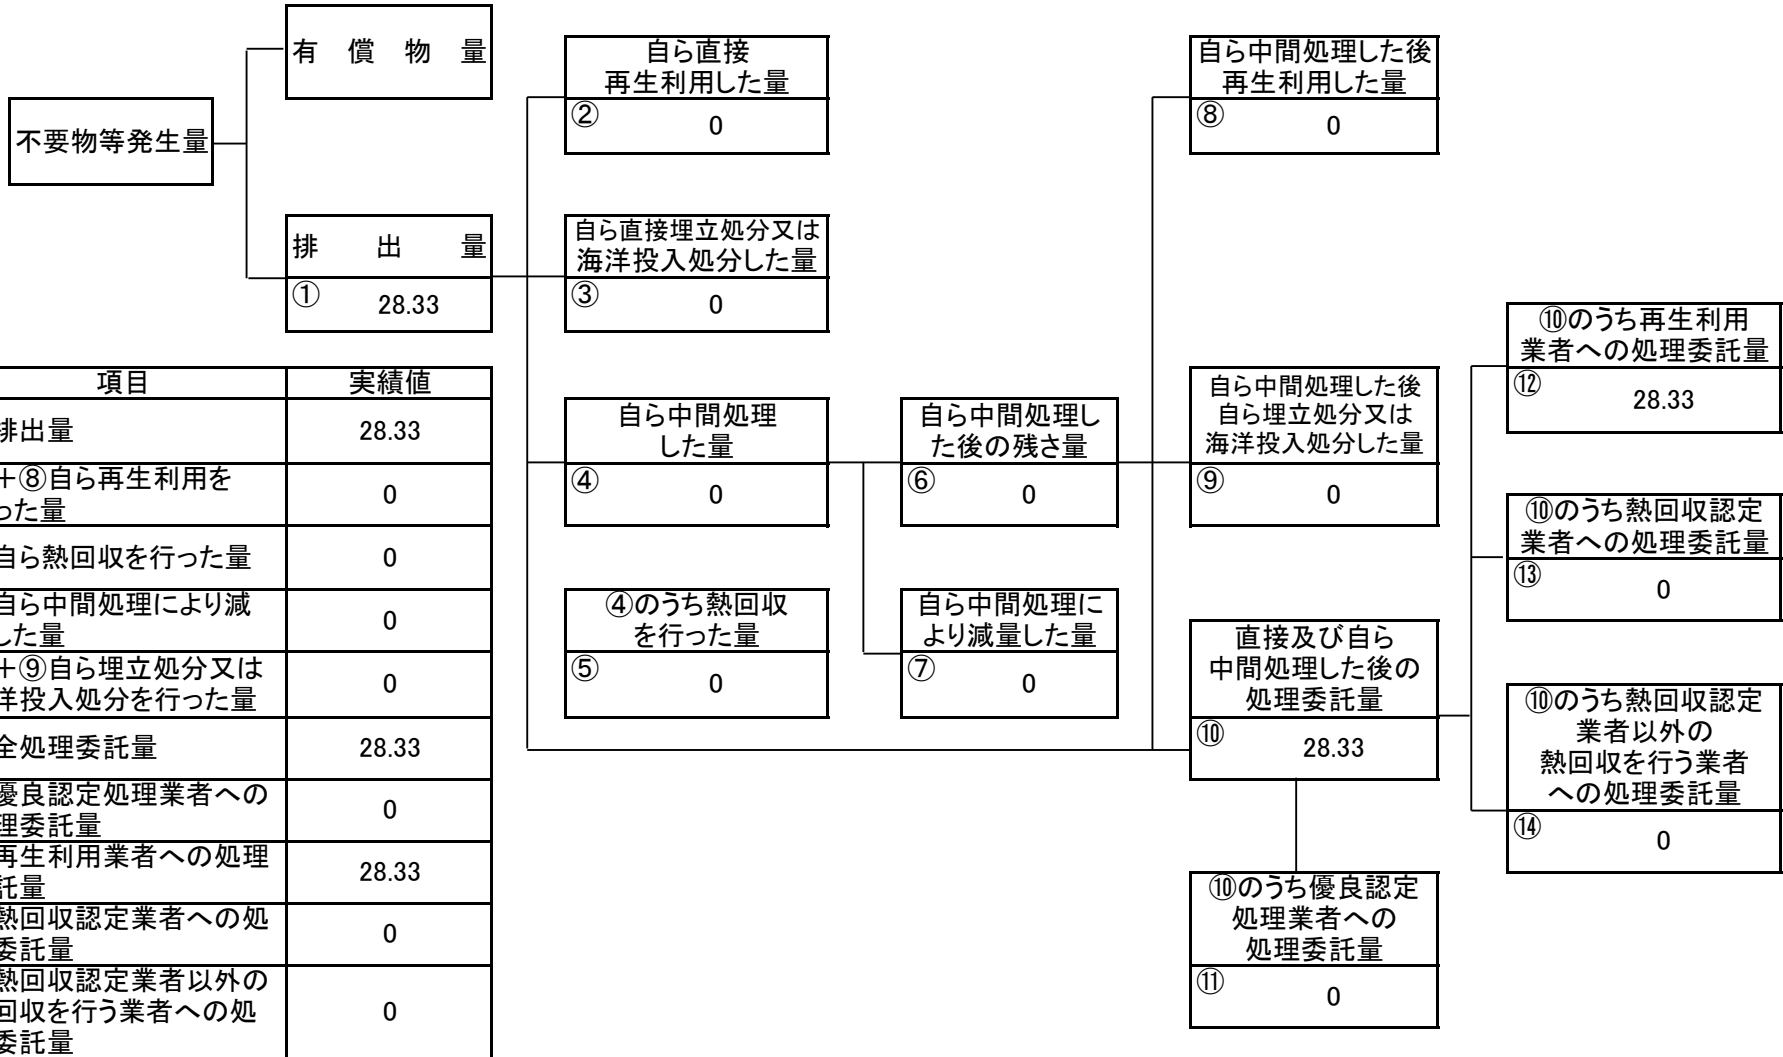 有償物量
不要物等発生量
排出量
①
28.33
自ら直接
再生利用した量
②
0
自ら直接埋立処分又は
海洋投入処分した量
③
0
自ら中間処理
した量
④
0
④のうち熱回収
を行った量
⑤
0
自ら中間処理し
た後の残さ量
⑥
0
自ら中間処理に
より減量した量
⑦
0
自ら中間処理した後
再生利用した量
⑧
0
自ら中間処理した後
自ら埋立処分又は
海洋投入処分した量
⑨
0
直接及び自ら
中間処理した後の
処理委託量
⑩
28.33
⑩のうち優良認定
処理業者への
処理委託量
⑪
0
⑩のうち再生利用
業者への処理委託量
⑫
28.33
⑩のうち熱回収認定
業者への処理委託量
⑬
0
⑩のうち熱回収認定
業者以外の
熱回収を行う業者
への処理委託量
⑭
0
項目 実績値
排出量 28.33
+⑧自ら再生利用を
った量 0
自ら熱回収を行った量 0
自ら中間処理により減
した量 0
+⑨自ら埋立処分又は
洋投入処分を行った量 0
全処理委託量 28.33
優良認定処理業者への
理委託量 0
再生利用業者への処理
託量 28.33
熱回収認定業者への処
委託量 0
熱回収認定業者以外の
回収を行う業者への処
委託量 0